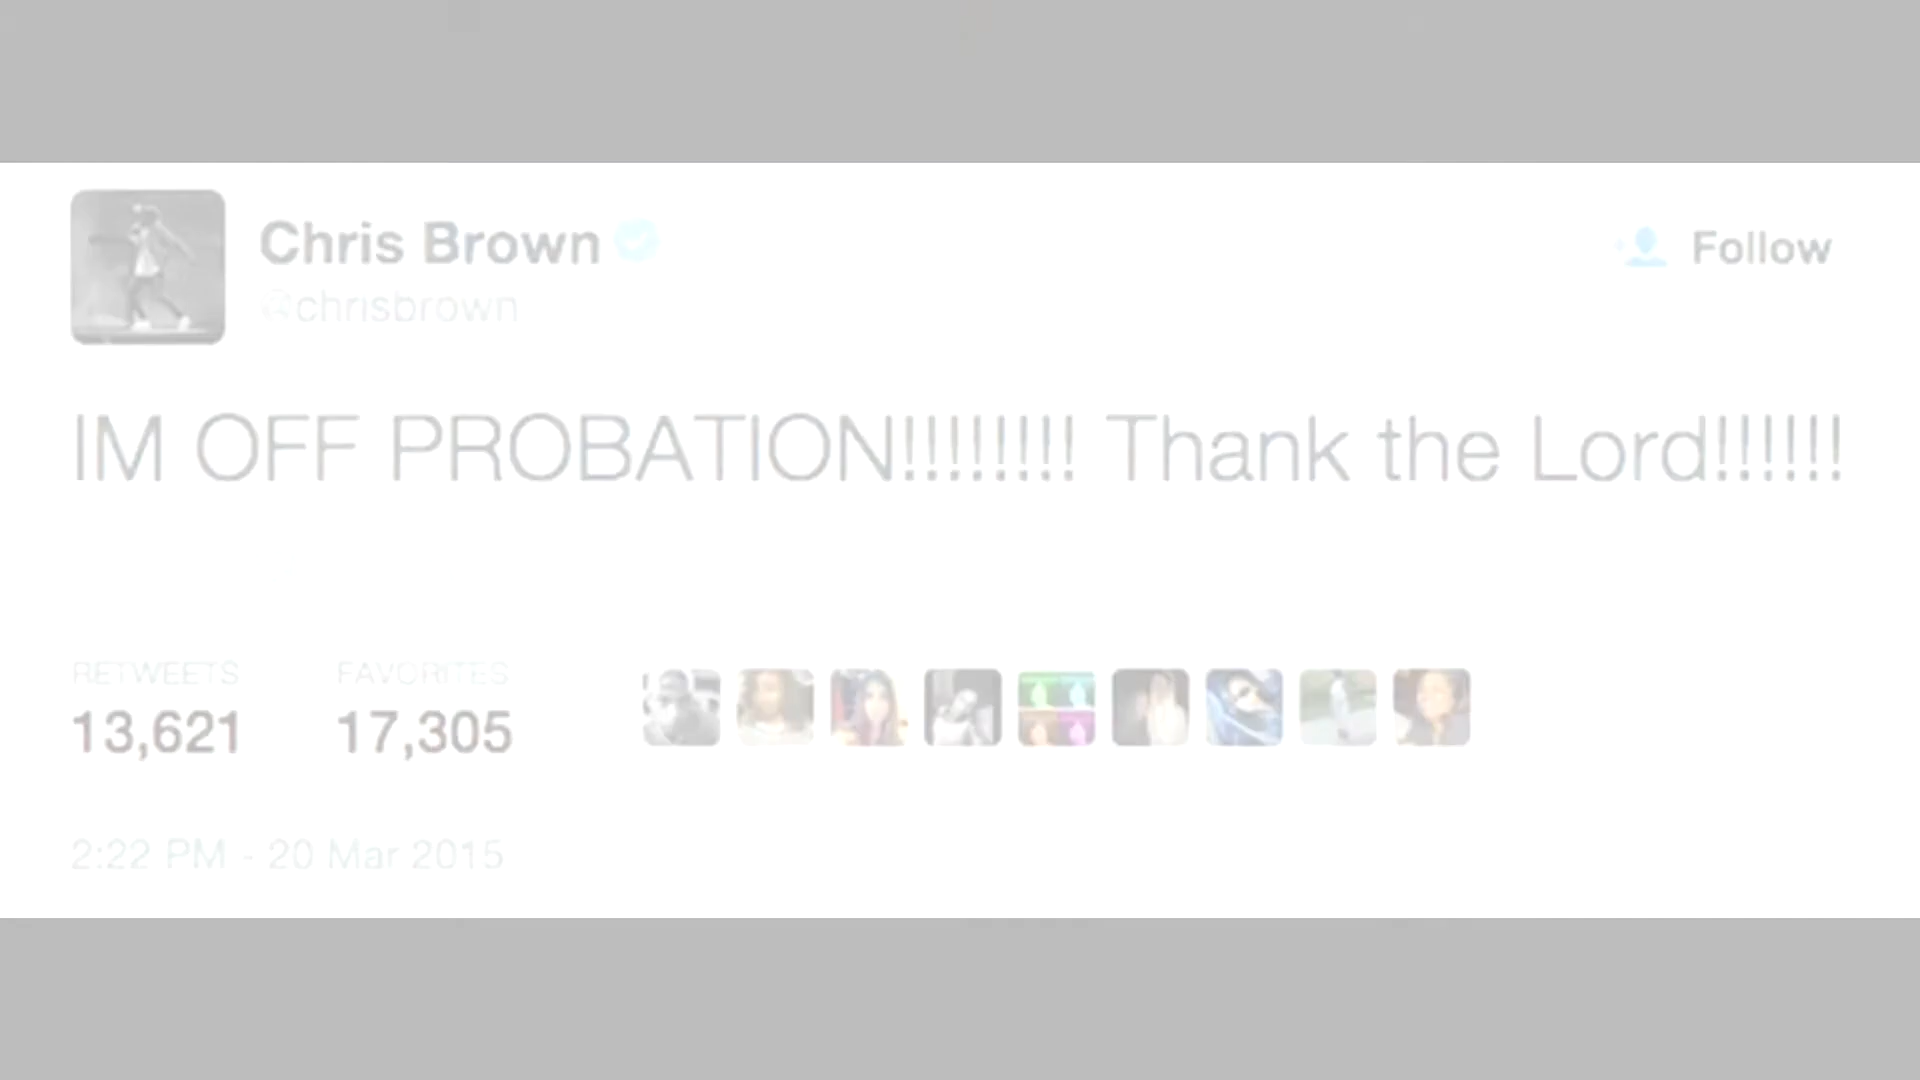 Chris Brown
@chrisbrown
Follow
IM OFF PROBATION!!!!!!!! Thank the Lord!!!!!!
RETWEETS FAVORITES
13,621 17,305
2:22 PM - 20 Mar 2015